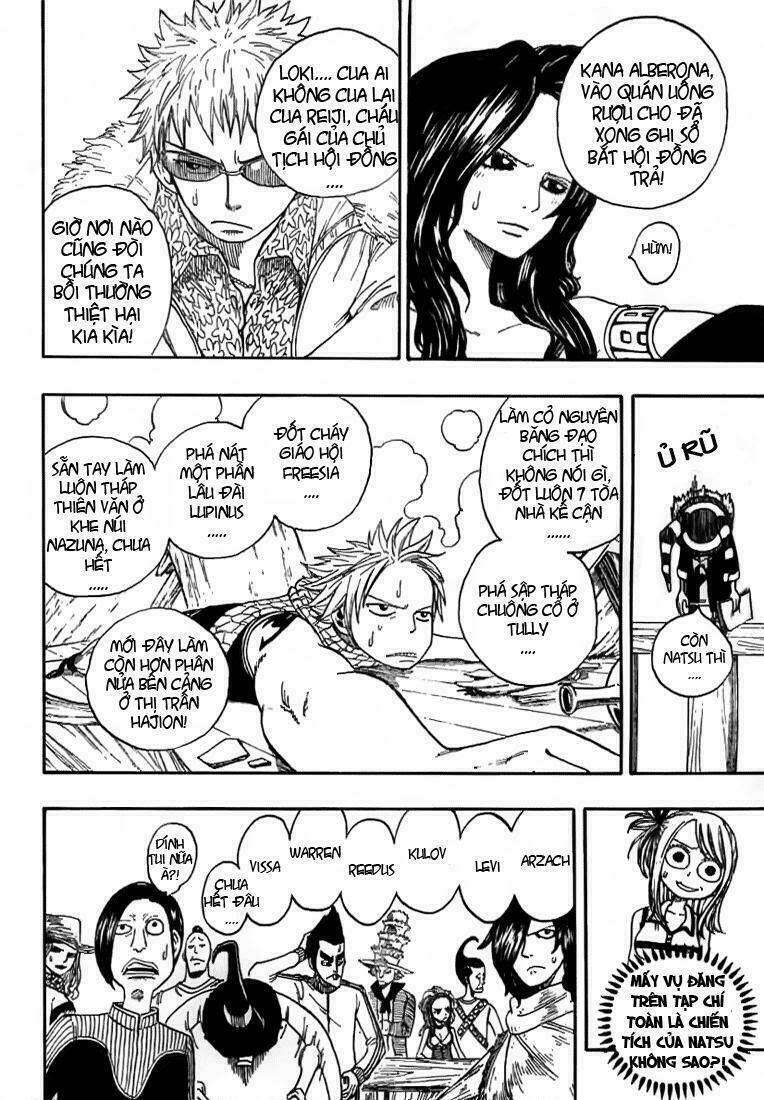 KANA ALBERONA,
VÀO QUÁN UỐNG
RƯỢU CHO ĐÃ
XONG GHI SỔ
BẮT HỘI ĐỒNG
TRẢ!
HỪM!
LOKI.... CUA AI
KHÔNG CUA LẠI
CUA REIJI, CHÁU
GÁI CỦA CHỦ
TỊCH HỘI ĐỒNG
....
GIỜ NƠI NÀO
CŨNG ĐÒI
CHÚNG TA
BỒI THƯỜNG
THIỆT HẠI
KIA KÌA!
Ủ RŨ
CÒN
NATSU THÌ
....
LÀM CỎ NGUYÊN
BĂNG ĐẠO
CHÍCH THÌ
KHÔNG NÓI GÌ,
ĐỐT LUÔN 7 TÒA
NHÀ KẾ CẬN
......
PHÁ SẬP THÁP
CHUÔNG CỔ Ở
TULLY
.....
ĐỐT CHÁY
GIÁO HỘI
FREESIA
....
PHÁ NÁT
MỘT PHẦN
LÂU ĐÀI
LUPINUS
....
SẴN TAY LÀM
LUÔN THÁP
THIÊN VĂN Ở
KHE NÚI
NAZUNA, CHƯA
HẾT
.....
MỚI ĐÂY LÀM
CỎN HƠN PHÂN
NỬA BẾN CẢNG
Ở THỊ TRẤN
HAJION!
MẤY VỤ ĐĂNG
TRÊN TẠP CHÍ
TOÀN LÀ CHIẾN
TÍCH CỦA NATSU
KHÔNG SAO?!
ARZACH
LEVI
KULOV
REEDUS
WARREN
VISSA
CHƯA
HẾT ĐÂU
....
DÍNH
TUI NỮA
À?!